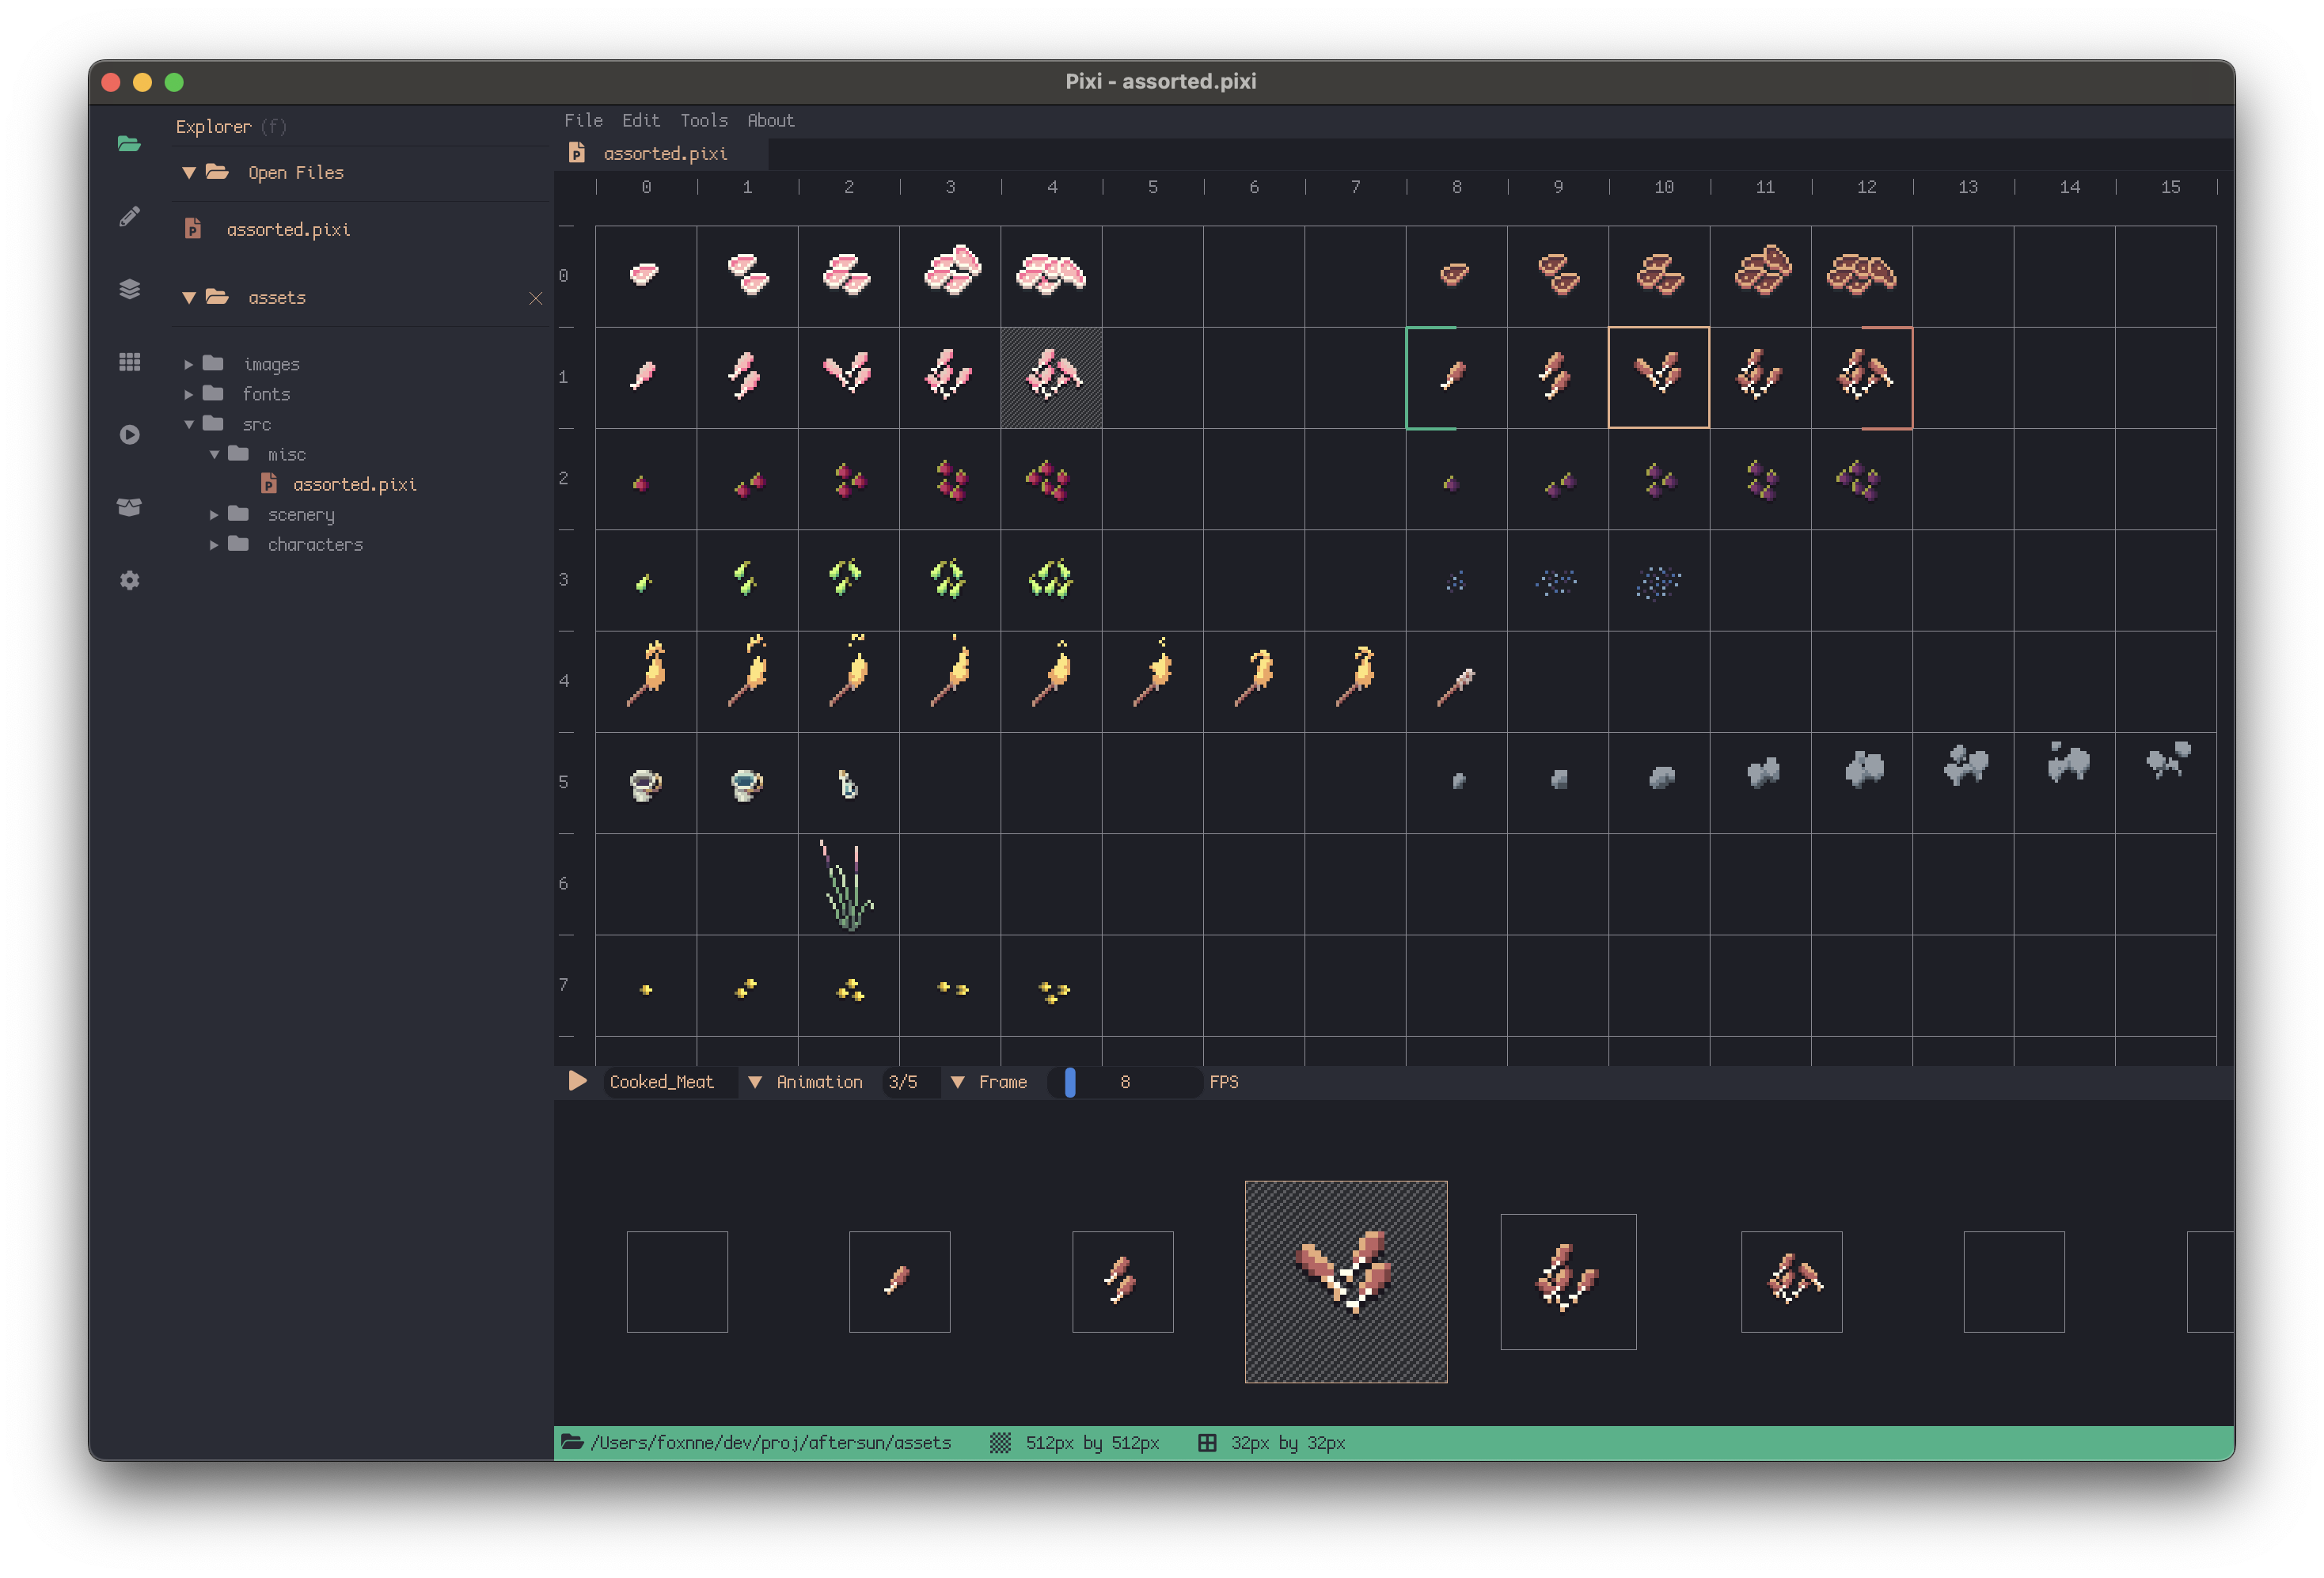 Pixi - assorted.pixi
Explorer (f)
Open Files
assorted.pixi
assets
images
fonts
src
misc
assorted.pixi
scenery
characters
File Edit Tools About
assorted.pixi
0 1 2 3 4 5 6 7 8 9 10 11 12 13 14 15
0
1
2
3
4
5
6
7
Cooked_Meat Animation 3/5 Frame 8 FPS
/Users/foxnne/dev/proj/aftersun/assets 512px by 512px 32px by 32px